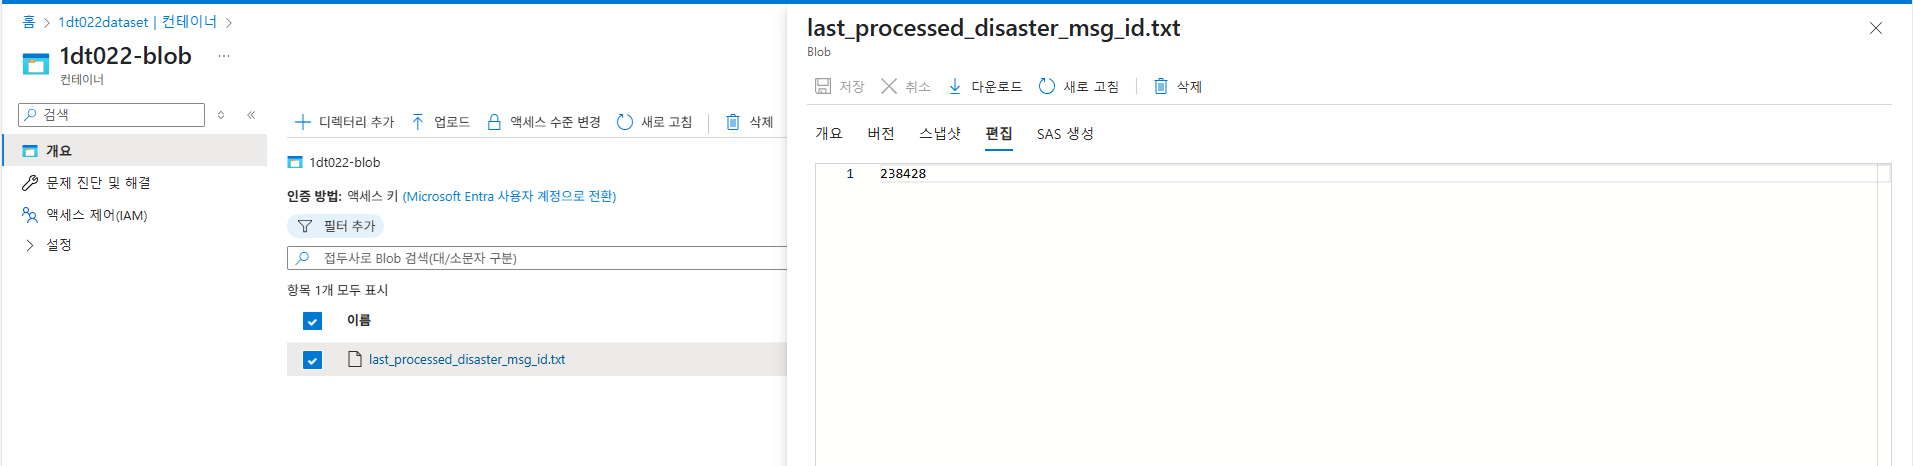 홈 > 1dt022dataset | 컨테이너 >
1dt022-blob ···
컨테이너
검색
개요
문제 진단 및 해결
액세스 제어(IAM)
설정
디렉터리 추가 업로드 액세스 수준 변경 새로 고침 삭제
1dt022-blob
인증 방법: 액세스 키 (Microsoft Entra 사용자 계정으로 전환)
필터 추가
접두사로 Blob 검색(대/소문자 구분)
항목 1개 모두 표시
이름
last_processed_disaster_msg_id.txt
last_processed_disaster_msg_id.txt
Blob
저장 취소 다운로드 새로 고침 삭제
개요 버전 스냅샷 편집 SAS 생성
1 238428